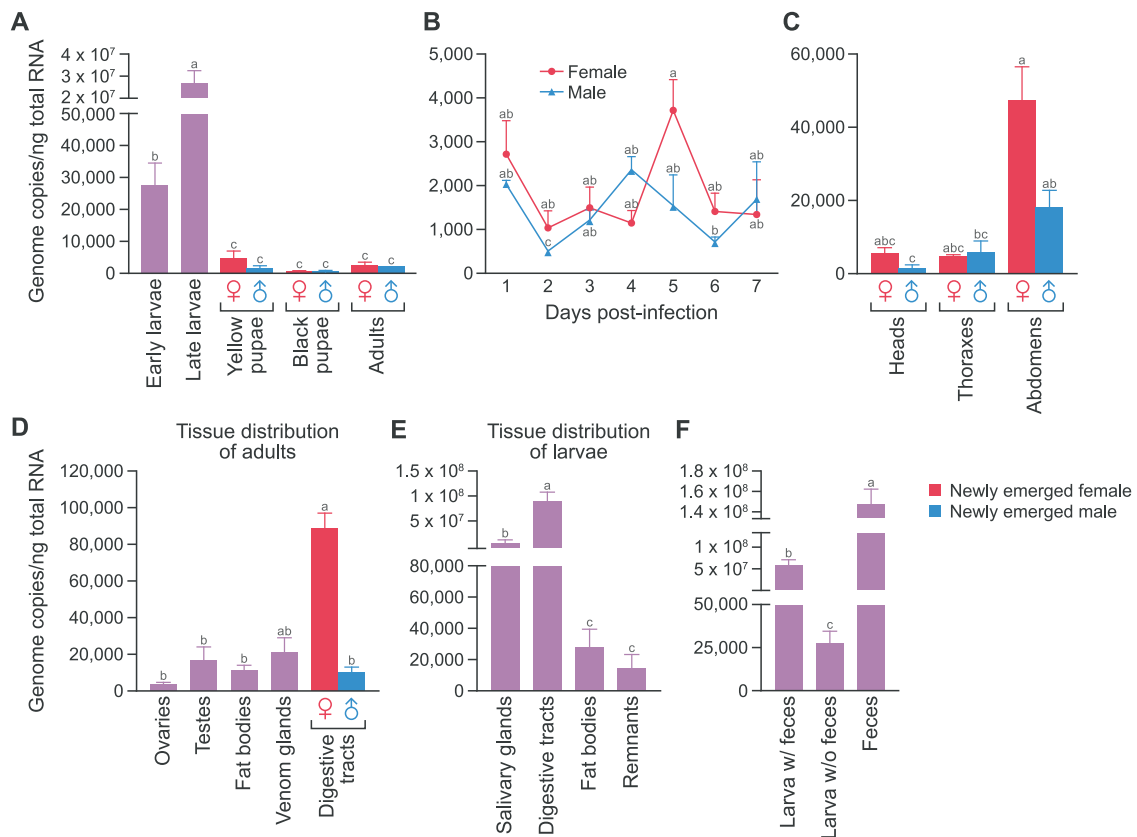 A
Genome copies/ng total RNA
4 x 10⁷
3 x 10⁷
2 x 10⁷
50,000
40,000
30,000
20,000
10,000
0
b
a
c
c
c
c
c
c
♀
♂
♀
♂
♀
♂
Early larvae
Late larvae
Yellow
pupae
Black
pupae
Adults
B
5,000
4,000
3,000
2,000
1,000
0
Female
Male
ab
ab
ab
c
ab
ab
ab
ab
a
ab
ab
b
ab
ab
1
2
3
4
5
6
7
Days post-infection
C
60,000
40,000
20,000
0
abc
c
abc
bc
a
ab
♀
♂
♀
♂
♀
♂
Heads
Thoraxes
Abdomens
D
Tissue distribution
of adults
Genome copies/ng total RNA
120,000
100,000
80,000
60,000
40,000
20,000
0
b
b
b
ab
a
b
♀
♂
Ovaries
Testes
Fat bodies
Venom glands
Digestive
tracts
E
Tissue distribution
of larvae
1.5 x 10⁸
1 x 10⁸
5 x 10⁷
80,000
60,000
40,000
20,000
0
b
a
c
c
Salivary glands
Digestive tracts
Fat bodies
Remnants
F
1.8 x 10⁸
1.6 x 10⁸
1.4 x 10⁸
1 x 10⁸
5 x 10⁷
50,000
25,000
0
b
c
a
Larva w/ feces
Larva w/o feces
Feces
Newly emerged female
Newly emerged male